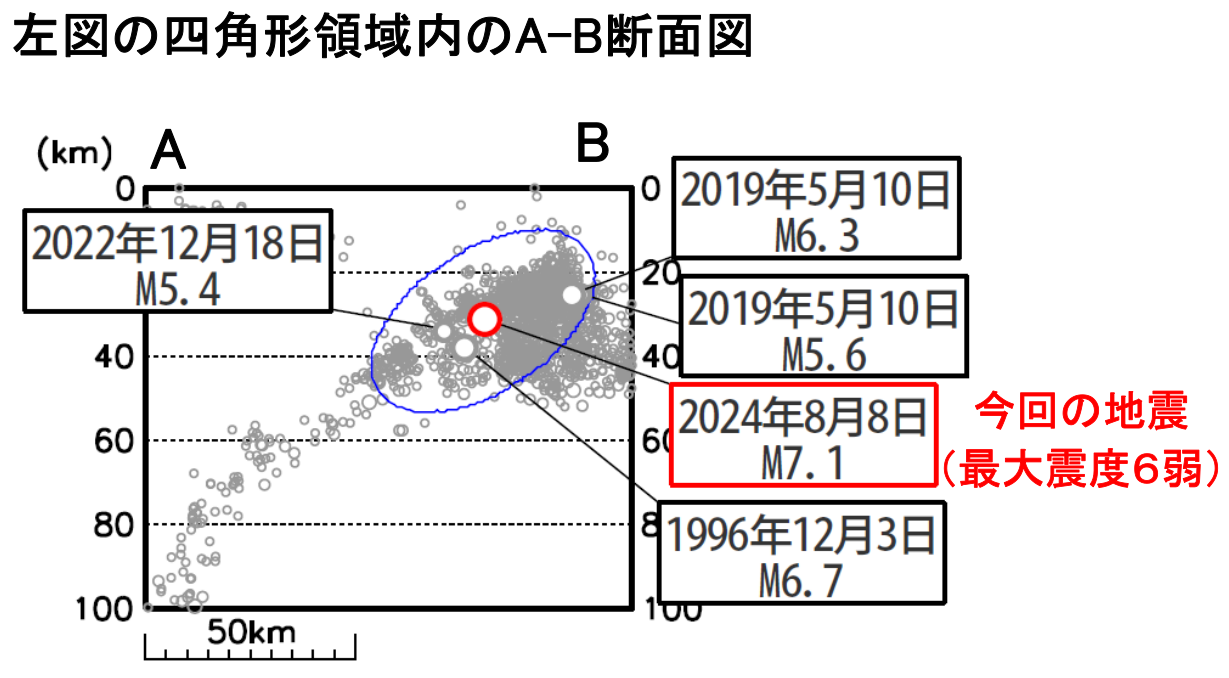 左図の四角形領域内のA-B断面図
(km)
A
B
0
0
2022年12月18日
M5.4
2019年5月10日
M6.3
20
2019年5月10日
M5.6
40
40
2024年8月8日
M7.1
今回の地震
(最大震度6弱)
60
60
1996年12月3日
M6.7
80
8
100
100
50km